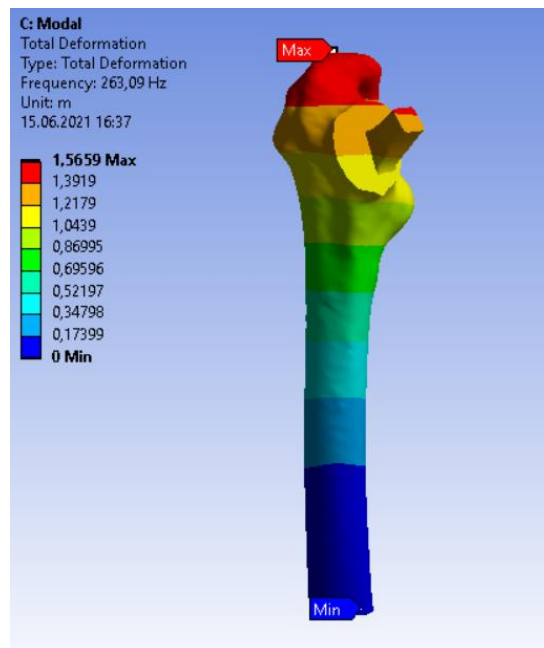 C: Modal
Total Deformation
Type: Total Deformation
Frequency: 263,09 Hz
Unit: m
15.06.2021 16:37
1,5659 Max
1,3919
1,2179
1,0439
0,86995
0,69596
0,52197
0,34798
0,17399
0 Min
Max
Min